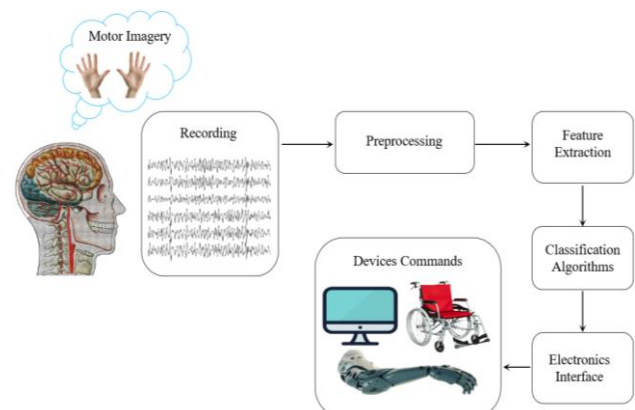 Motor Imagery
Recording
Preprocessing
Feature
Extraction
Classification
Algorithms
Electronics
Interface
Devices Commands